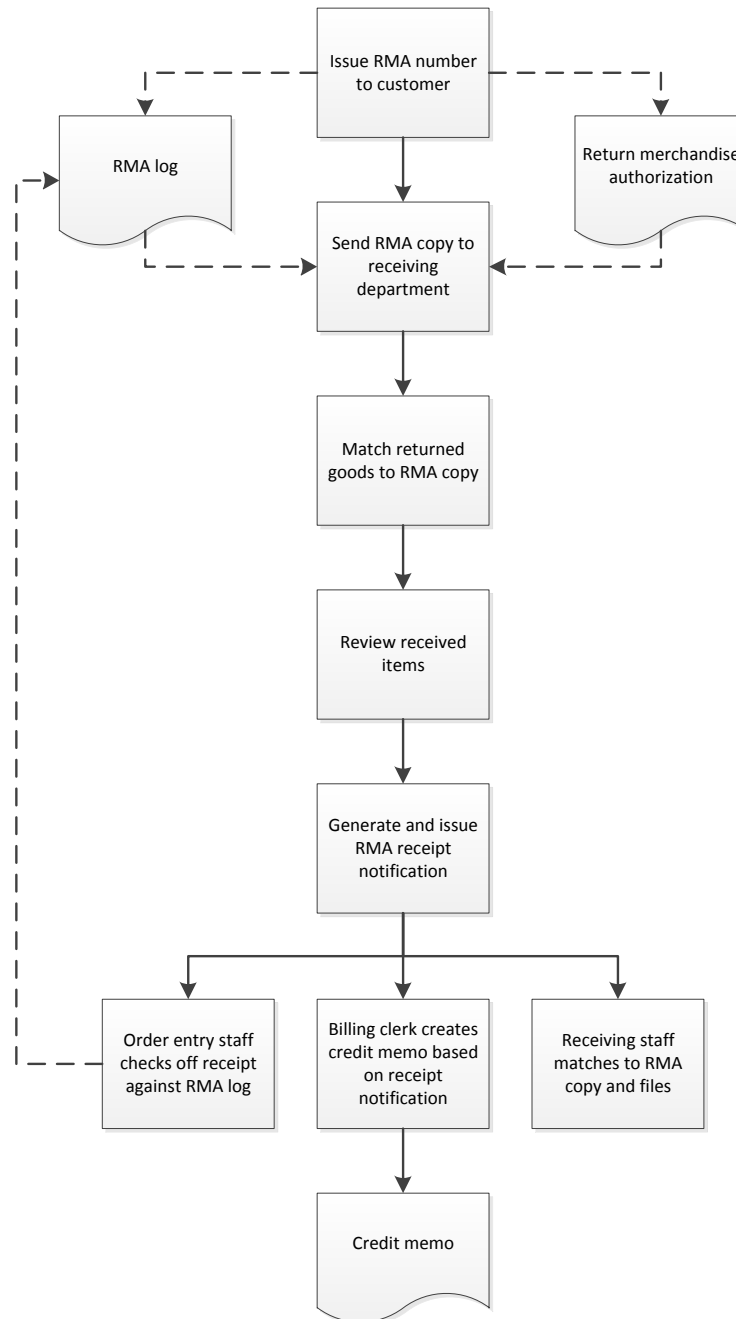 Issue RMA number
to customer
RMA log
Return merchandise
authorization
Send RMA copy to
receiving
department
Match returned
goods to RMA copy
Review received
items
Generate and issue
RMA receipt
notification
Order entry staff
checks off receipt
against RMA log
Billing clerk creates
credit memo based
on receipt
notification
Receiving staff
matches to RMA
copy and files
Credit memo